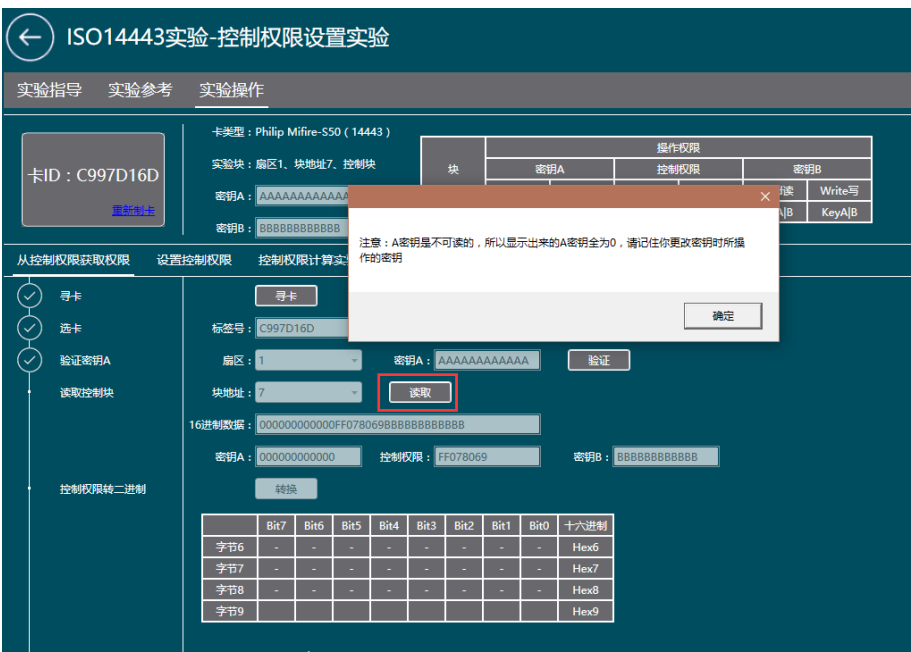 ISO14443实验-控制权限设置实验
实验指导 实验参考 实验操作
卡ID：C997D16D
重新制卡
卡类型：Philip Mifire-S50（14443）
实验块：扇区1、块地址7、控制块
密钥A：AAAAAAAAAAAA
密钥B：BBBBBBBBBBBB
操作权限
块 密钥A 控制权限 密钥B
读 Write写
KeyA|B
注意：A密钥是不可读的，所以显示出来的A密钥全为0，请记住你更改密钥时所操
作的密钥
确定
从控制权限获取权限 设置控制权限 控制权限计算实
寻卡 寻卡
选卡 标签号：C997D16D
验证密钥A 扇区：1 密钥A：AAAAAAAAAAAA 验证
读取控制块 块地址：7 读取
16进制数据：000000000000FF078069BBBBBBBBBBBB
密钥A：000000000000 控制权限：FF078069 密钥B：BBBBBBBBBBBB
控制权限转二进制 转换
Bit7 Bit6 Bit5 Bit4 Bit3 Bit2 Bit1 Bit0 十六进制
字节6 - - - - - - - - Hex6
字节7 - - - - - - - - Hex7
字节8 - - - - - - - - Hex8
字节9 Hex9